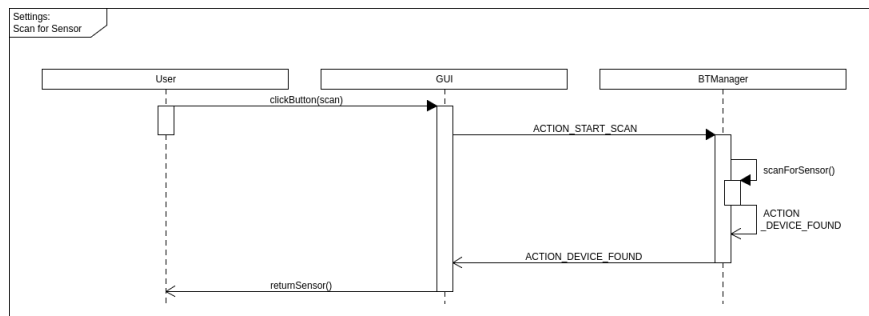 Settings:
Scan for Sensor
User
GUI
BTManager
clickButton(scan)
ACTION_START_SCAN
scanForSensor()
ACTION
_DEVICE_FOUND
ACTION_DEVICE_FOUND
returnSensor()